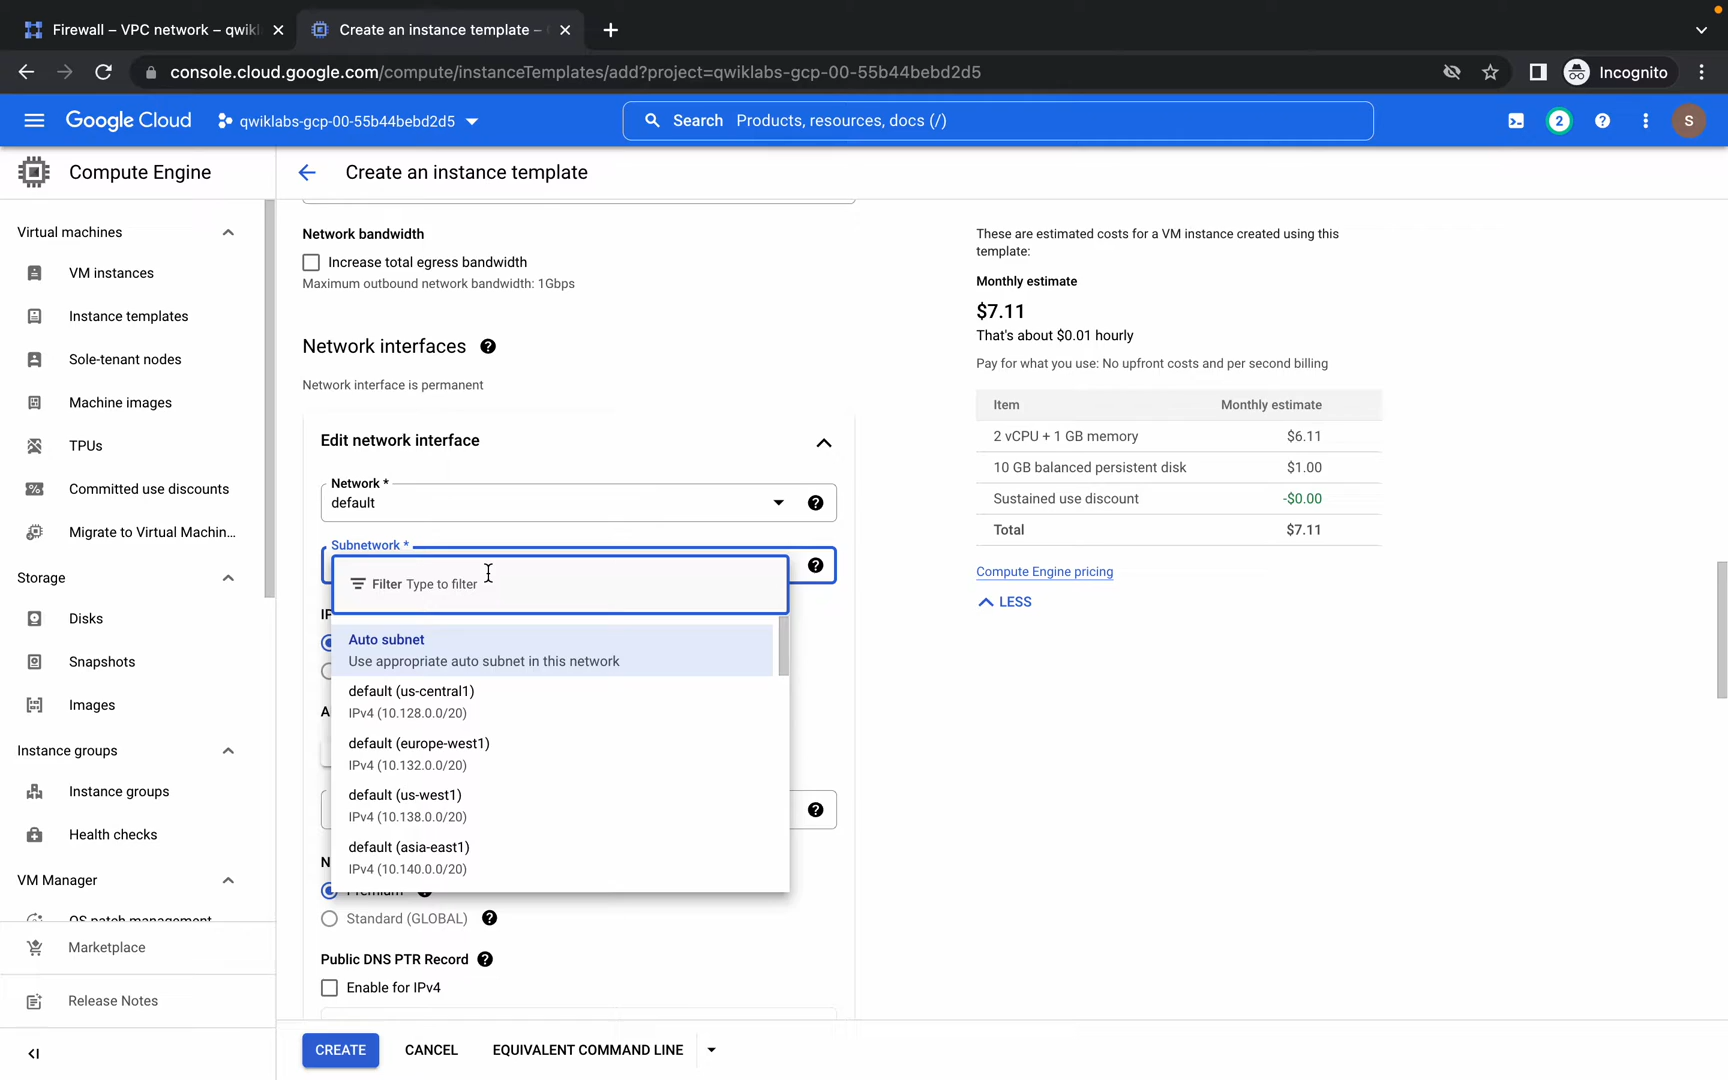 Firewall – VPC network – qwikl
Create an instance template –
console.cloud.google.com/compute/instanceTemplates/add?project=qwiklabs-gcp-00-55b44bebd2d5
Incognito
Google Cloud
qwiklabs-gcp-00-55b44bebd2d5
Search Products, resources, docs (/)
2
S
Compute Engine
Create an instance template
Virtual machines
VM instances
Instance templates
Sole-tenant nodes
Machine images
TPUs
Committed use discounts
Migrate to Virtual Machin...
Storage
Disks
Snapshots
Images
Instance groups
Instance groups
Health checks
VM Manager
OS patch management
Marketplace
Release Notes
Network bandwidth
Increase total egress bandwidth
Maximum outbound network bandwidth: 1Gbps
Network interfaces
Network interface is permanent
Edit network interface
Network *
default
Subnetwork *
Filter Type to filter
IP
Auto subnet
Use appropriate auto subnet in this network
default (us-central1)
IPv4 (10.128.0.0/20)
default (europe-west1)
IPv4 (10.132.0.0/20)
default (us-west1)
IPv4 (10.138.0.0/20)
default (asia-east1)
IPv4 (10.140.0.0/20)
Premium
Standard (GLOBAL)
Public DNS PTR Record
Enable for IPv4
CREATE
CANCEL
EQUIVALENT COMMAND LINE
These are estimated costs for a VM instance created using this
template:
Monthly estimate
$7.11
That's about $0.01 hourly
Pay for what you use: No upfront costs and per second billing
Item Monthly estimate
2 vCPU + 1 GB memory $6.11
10 GB balanced persistent disk $1.00
Sustained use discount -$0.00
Total $7.11
Compute Engine pricing
LESS